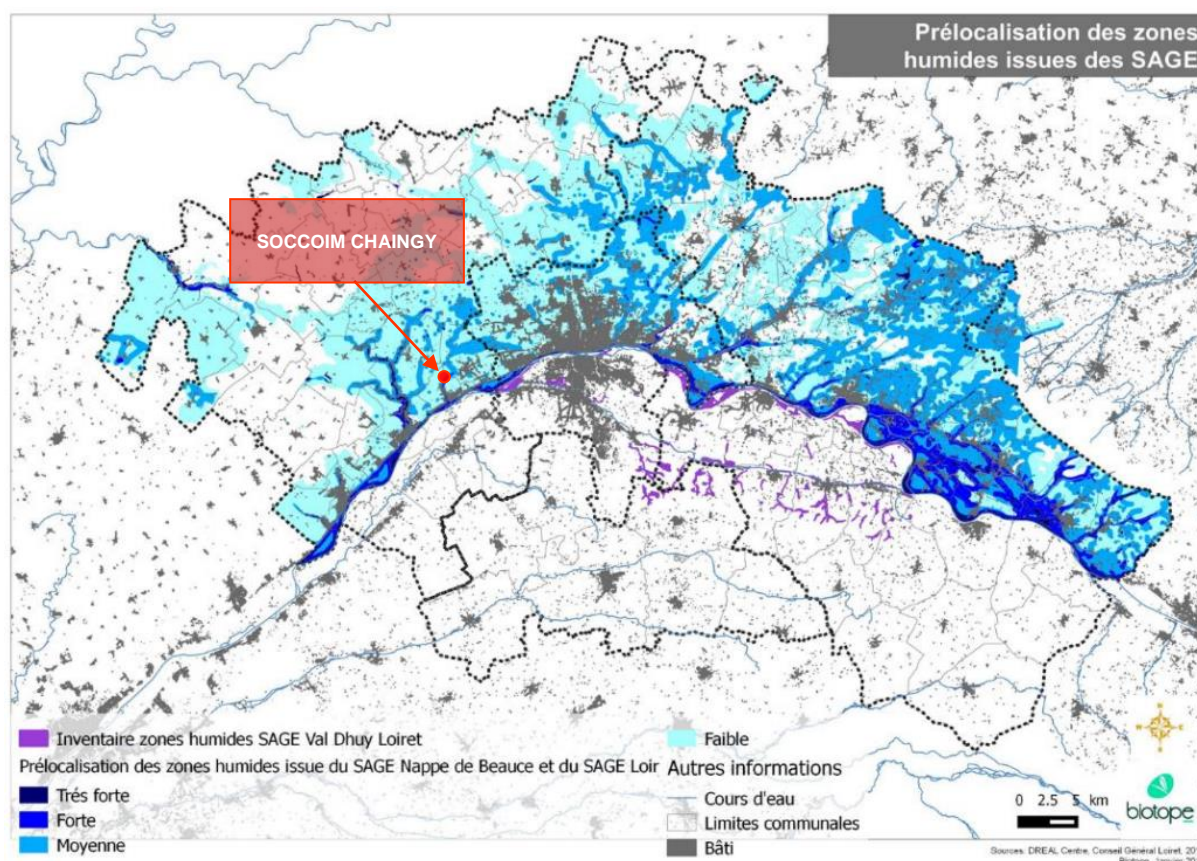 Prélocalisation des zones
humides issues des SAGE
SOCCOIM CHAINGY
Inventaire zones humides SAGE Val Dhuy Loiret
Prélocalisation des zones humides issue du SAGE Nappe de Beauce et du SAGE Loir
Trés forte
Forte
Moyenne
Faible
Autres informations
Cours d'eau
Limites communales
Bâti
0 2.5 5 km
biotope
Sources: DREAL Centre, Conseil Général Loiret, 20